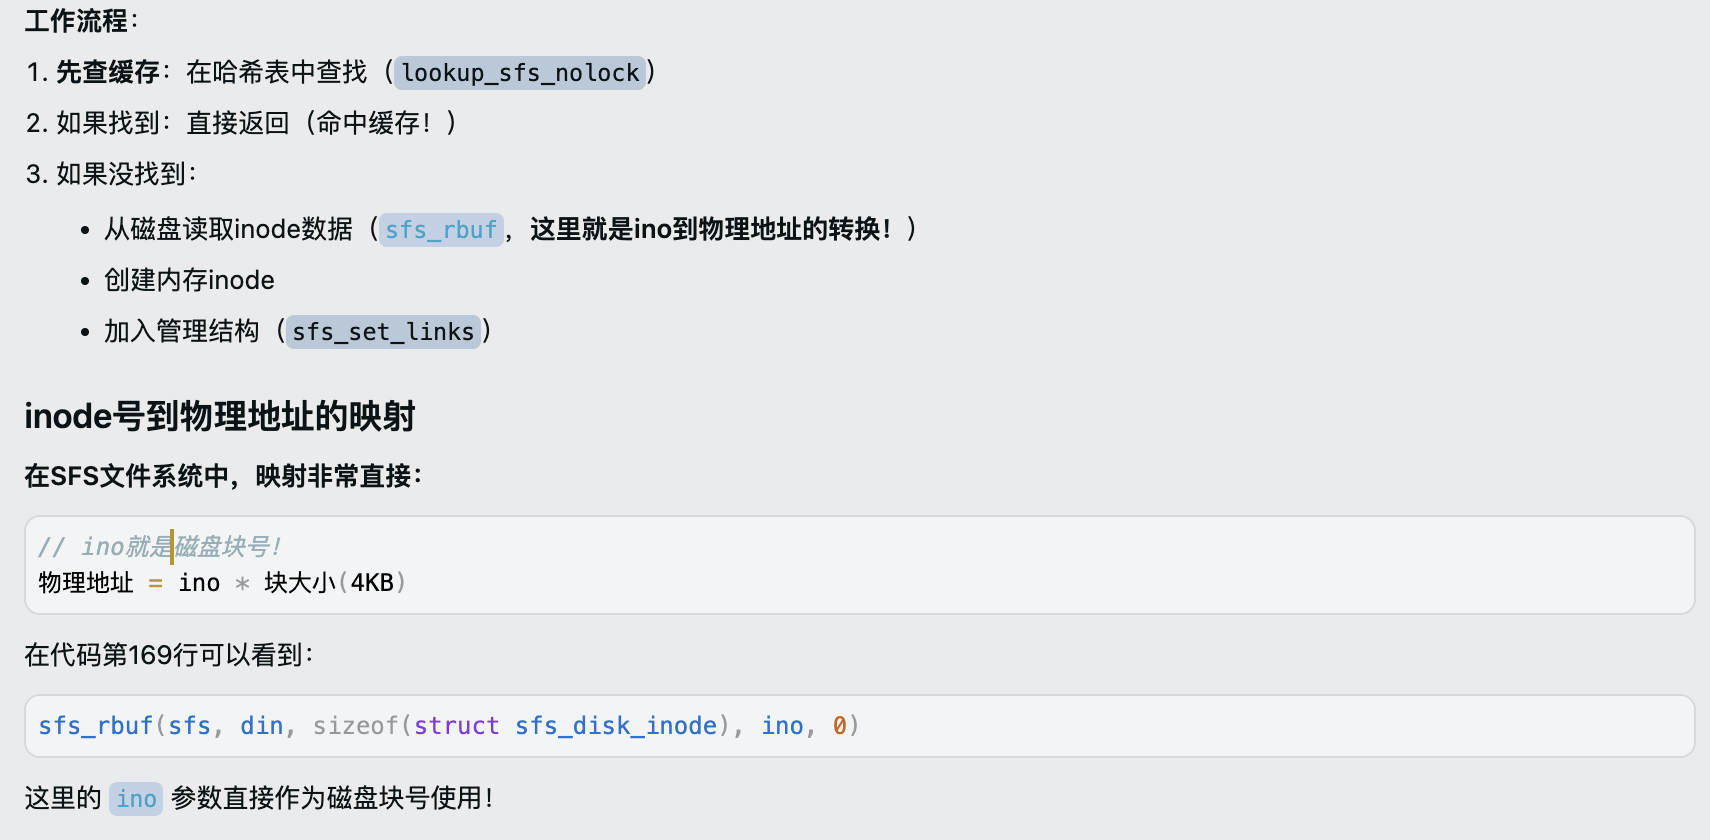 工作流程：
1. 先查缓存：在哈希表中查找（lookup_sfs_nolock）
2. 如果找到：直接返回（命中缓存！）
3. 如果没找到：
• 从磁盘读取inode数据（sfs_rbuf，这里就是ino到物理地址的转换！）
• 创建内存inode
• 加入管理结构（sfs_set_links）
inode号到物理地址的映射
在SFS文件系统中，映射非常直接：
// ino就是磁盘块号！
物理地址 = ino * 块大小(4KB)
在代码第169行可以看到：
sfs_rbuf(sfs, din, sizeof(struct sfs_disk_inode), ino, 0)
这里的 ino 参数直接作为磁盘块号使用！